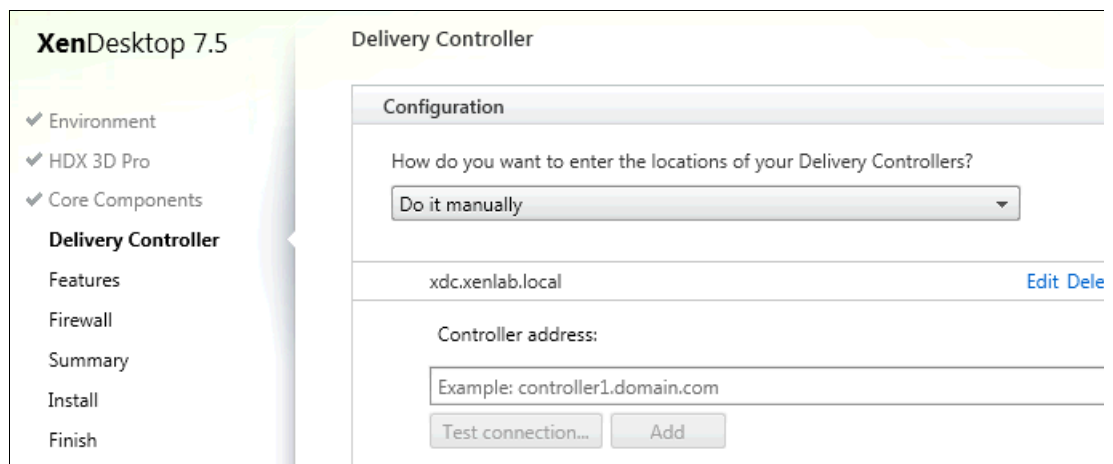 XenDesktop 7.5
Environment
HDX 3D Pro
Core Components
Delivery Controller
Features
Firewall
Summary
Install
Finish
Delivery Controller
Configuration
How do you want to enter the locations of your Delivery Controllers?
Do it manually
xdc.xenlab.local Edit Dele
Controller address:
Example: controller1.domain.com
Test connection... Add